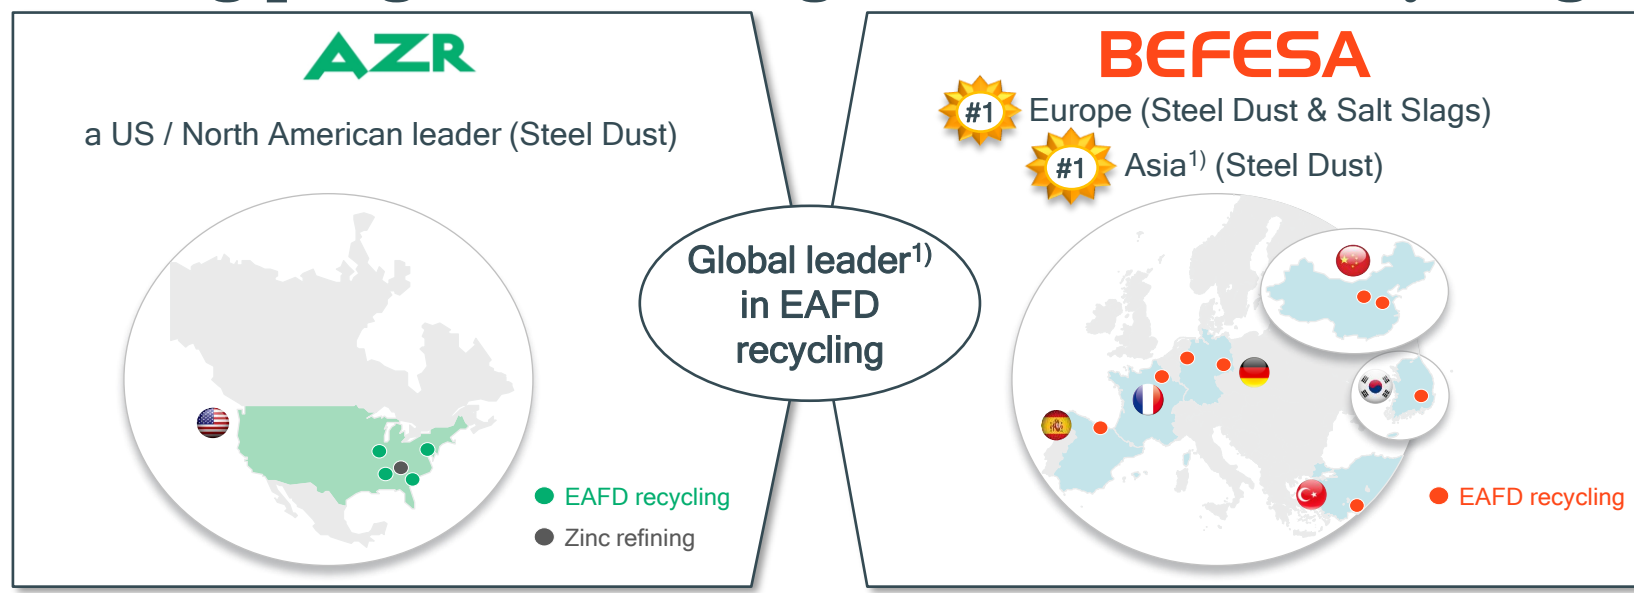 AZR
a US / North American leader (Steel Dust)
EAFD recycling
Zinc refining
Global leader1)
in EAFD
recycling
BEFESA
#1 Europe (Steel Dust & Salt Slags)
#1 Asia1) (Steel Dust)
EAFD recycling